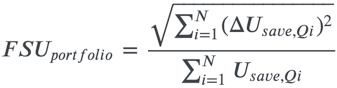 $FSU_{portfolio} = \frac{\sqrt{\sum_{i=1}^{N} (\Delta U_{save,Qi})^2}}{\sum_{i=1}^{N} U_{save,Qi}}$